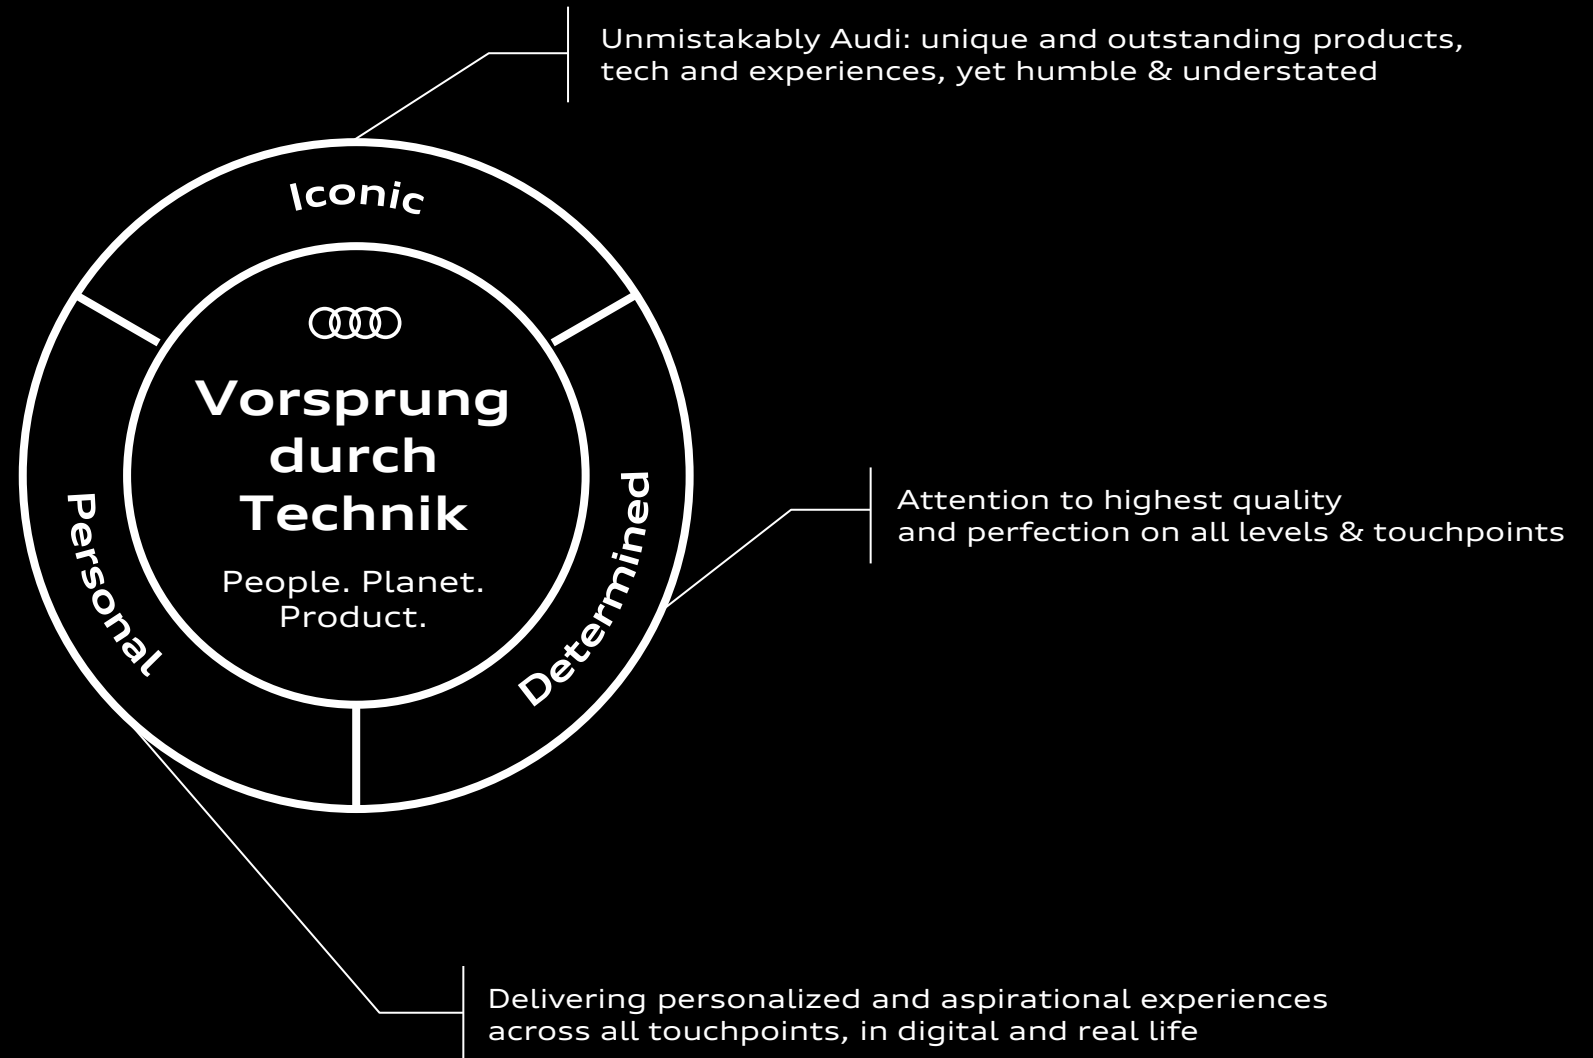 Unmistakably Audi: unique and outstanding products,
tech and experiences, yet humble & understated
Iconic
Vorsprung
durch
Technik
People. Planet.
Product.
Personal
Determined
Attention to highest quality
and perfection on all levels & touchpoints
Delivering personalized and aspirational experiences
across all touchpoints, in digital and real life